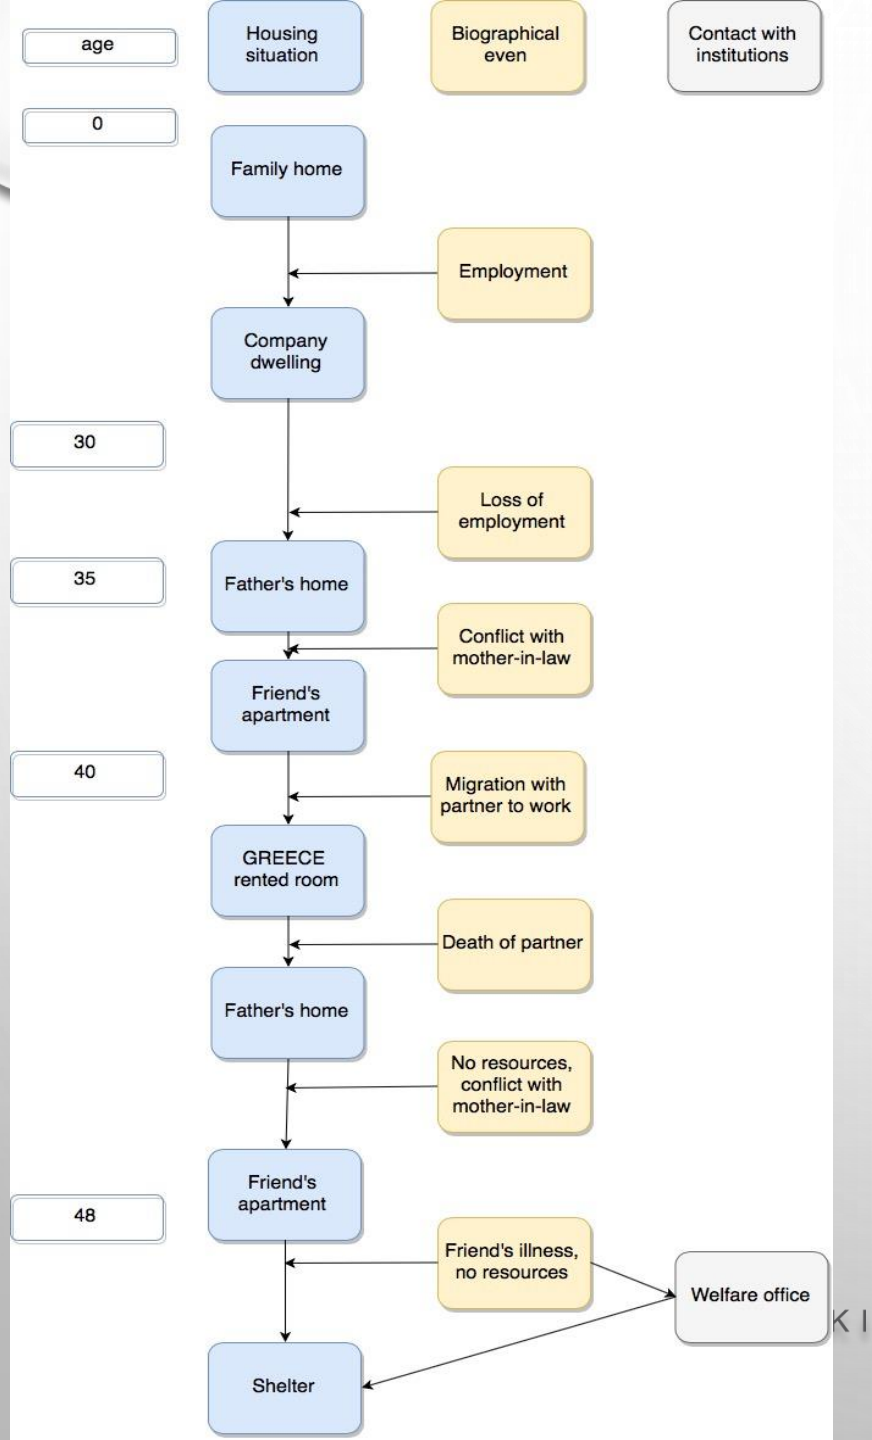 age
Housing
situation
Biographical
even
Contact with
institutions
0
Family home
Employment
Company
dwelling
30
Loss of
employment
35
Father's home
Conflict with
mother-in-law
Friend's
apartment
40
Migration with
partner to work
GREECE
rented room
Death of partner
Father's home
No resources,
conflict with
mother-in-law
Friend's
apartment
48
Friend's illness,
no resources
Welfare office
KI
Shelter